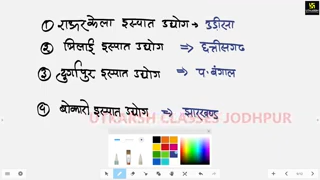 ① राऊरकेला इस्पात उद्योग → उडीसा
② भिलाई इस्पात उद्योग ⇒ छत्तीसगढ़
③ दुर्गापुर इस्पात उद्योग ⇒ प. बंगाल
④ बोकारो इस्पात उद्योग ⇒ झारखण्ड
UTKARSH CLASSES JODHPUR